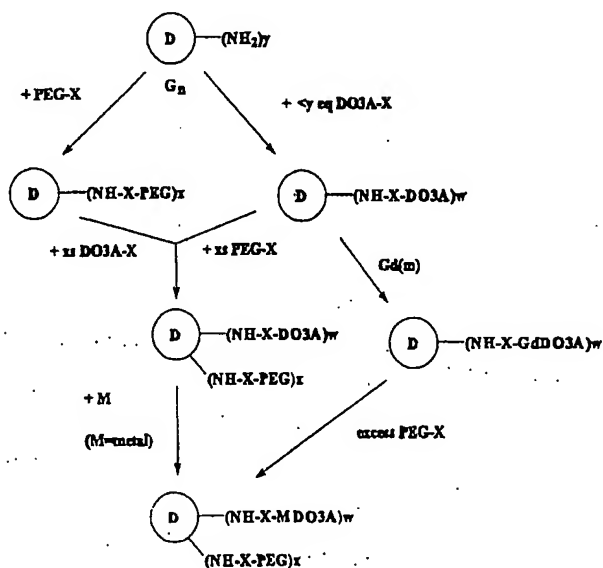 D (NH2)y
Gn
+ PEG-X
+ <y eq DO3A-X
D (NH-X-PEG)x
D (NH-X-DO3A)w
+ xs DO3A-X
+ xs PEG-X
Gd(m)
D (NH-X-DO3A)w
(NH-X-PEG)x
D (NH-X-GdDO3A)w
+ M
(M=metal)
excess PEG-X
D (NH-X-MDO3A)w
(NH-X-PEG)x